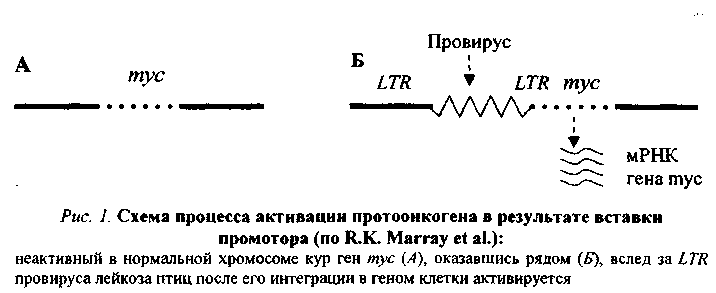 Провирус
А
Б
myc
LTR
LTR myc
мРНК
гена myc
Рис. 1. Схема процесса активации протоонкогена в результате вставки
промотора (по R.K. Marray et al.):
неактивный в нормальной хромосоме кур ген myc (А), оказавшись рядом (Б), вслед за LTR
провируса лейкоза птиц после его интеграции в геном клетки активируется